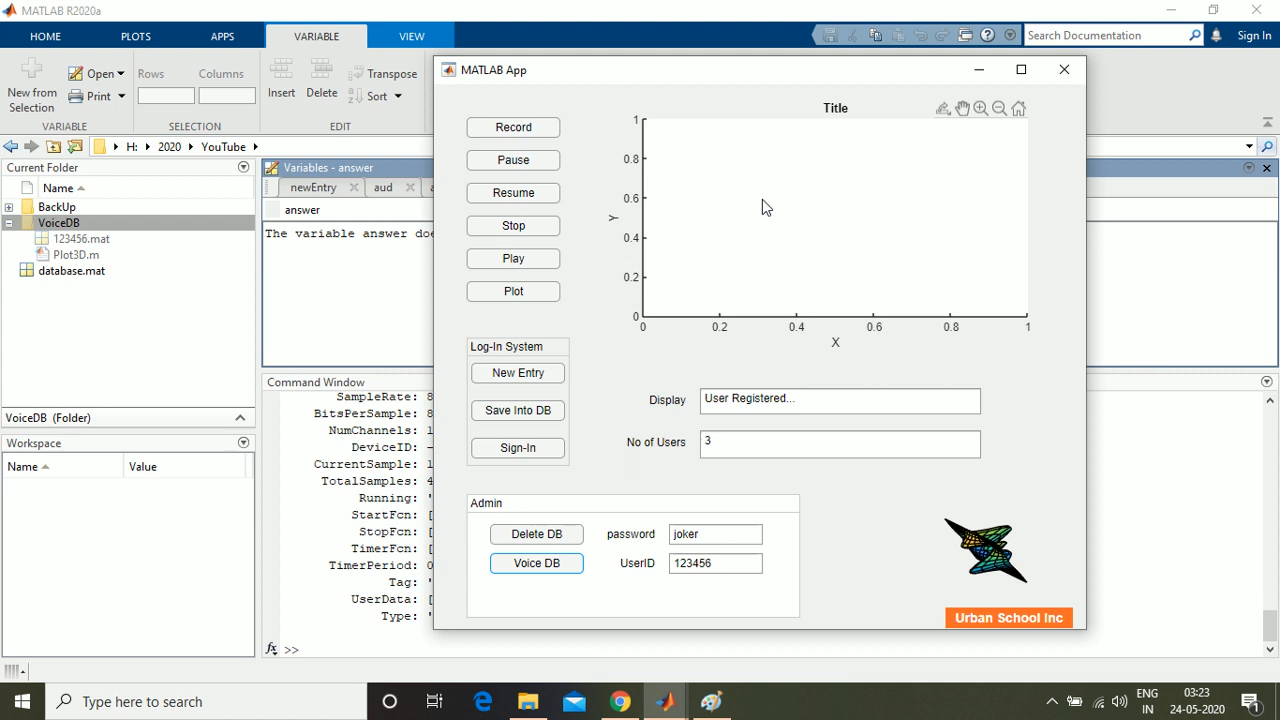 MATLAB R2020a
HOME PLOTS APPS VARIABLE VIEW Search Documentation Sign In
New from Selection Open Print Rows Columns Insert Delete Transpose Sort
VARIABLE SELECTION EDIT
H: 2020 YouTube
Current Folder
Name
BackUp
VoiceDB
123456.mat
Plot3D.m
database.mat
VoiceDB (Folder)
Workspace
Name Value
Variables - answer
newEntry aud
answer
The variable answer
Command Window
SampleRate: 8
BitsPerSample: 8
NumChannels: 1
DeviceID: -
CurrentSample: 1
TotalSamples: 4
Running: '
StartFcn: [
StopFcn: [
TimerFcn: [
TimerPeriod: 0
Tag: '
UserData: [
Type: '
fx >>
MATLAB App
Record
Pause
Resume
Stop
Play
Plot
Title
1
0.8
0.6
0.4
0.2
0
Y
0 0.2 0.4 0.6 0.8 1
X
Log-In System
New Entry
Save Into DB
Sign-In
Display User Registered...
No of Users 3
Admin
Delete DB password joker
Voice DB UserID 123456
Urban School Inc
Type here to search
ENG
IN
03:23
24-05-2020
1